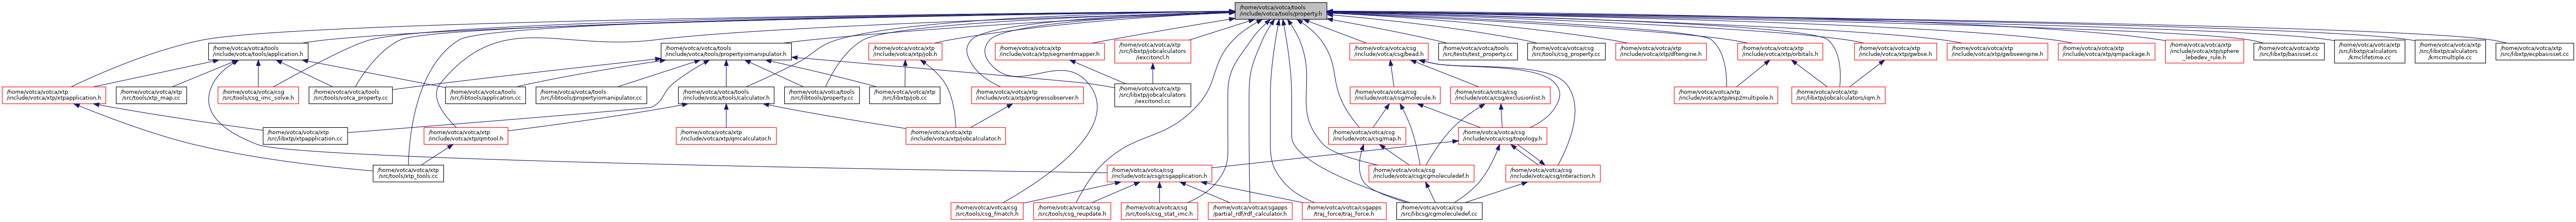 /home/votca/votca/tools
/include/votca/tools/property.h
/home/votca/votca/tools
/include/votca/tools/application.h
/home/votca/votca/tools
/include/votca/tools/propertyiomanipulator.h
/home/votca/votca/xtp
/include/votca/xtp/job.h
/home/votca/votca/xtp
/include/votca/xtp/segmentmapper.h
/home/votca/votca/xtp
/src/libxtp/jobcalculators
/iexcitoncl.h
/home/votca/votca/csg
/include/votca/csg/bead.h
/home/votca/votca/tools
/src/tests/test_property.cc
/home/votca/votca/csg
/src/tools/csg_property.cc
/home/votca/votca/xtp
/include/votca/xtp/dftengine.h
/home/votca/votca/xtp
/include/votca/xtp/orbitals.h
/home/votca/votca/xtp
/include/votca/xtp/gwbse.h
/home/votca/votca/xtp
/include/votca/xtp/gwbseengine.h
/home/votca/votca/xtp
/include/votca/xtp/qmpackage.h
/home/votca/votca/xtp
/include/votca/xtp/sphere
_lebedev_rule.h
/home/votca/votca/xtp
/src/libxtp/basisset.cc
/home/votca/votca/xtp
/src/libxtp/calculators
/kmclifetime.cc
/home/votca/votca/xtp
/src/libxtp/calculators
/kmcmultiple.cc
/home/votca/votca/xtp
/src/libxtp/ecpbasisset.cc
/home/votca/votca/xtp
/include/votca/xtp/xtpapplication.h
/home/votca/votca/xtp
/src/tools/xtp_map.cc
/home/votca/votca/csg
/src/tools/csg_imc_solve.h
/home/votca/votca/tools
/src/tools/votca_property.cc
/home/votca/votca/tools
/src/libtools/application.cc
/home/votca/votca/tools
/src/libtools/propertyiomanipulator.cc
/home/votca/votca/tools
/include/votca/tools/calculator.h
/home/votca/votca/tools
/src/libtools/property.cc
/home/votca/votca/xtp
/src/libxtp/job.cc
/home/votca/votca/xtp
/include/votca/xtp/progressobserver.h
/home/votca/votca/xtp
/src/libxtp/jobcalculators
/iexcitoncl.cc
/home/votca/votca/csg
/include/votca/csg/molecule.h
/home/votca/votca/csg
/include/votca/csg/exclusionlist.h
/home/votca/votca/xtp
/include/votca/xtp/esp2multipole.h
/home/votca/votca/xtp
/src/libxtp/jobcalculators/iqm.h
/home/votca/votca/xtp
/src/libxtp/xtpapplication.cc
/home/votca/votca/xtp
/include/votca/xtp/qmtool.h
/home/votca/votca/xtp
/include/votca/xtp/qmcalculator.h
/home/votca/votca/xtp
/include/votca/xtp/jobcalculator.h
/home/votca/votca/csg
/include/votca/csg/map.h
/home/votca/votca/csg
/include/votca/csg/topology.h
/home/votca/votca/xtp
/src/tools/xtp_tools.cc
/home/votca/votca/csg
/include/votca/csg/csgapplication.h
/home/votca/votca/csg
/include/votca/csg/cgmoleculedef.h
/home/votca/votca/csg
/include/votca/csg/interaction.h
/home/votca/votca/csg
/src/tools/csg_fmatch.h
/home/votca/votca/csg
/src/tools/csg_reupdate.h
/home/votca/votca/csg
/src/tools/csg_stat_imc.h
/home/votca/votca/csgapps
/partial_rdf/rdf_calculator.h
/home/votca/votca/csgapps
/traj_force/traj_force.h
/home/votca/votca/csg
/src/libcsg/cgmoleculedef.cc